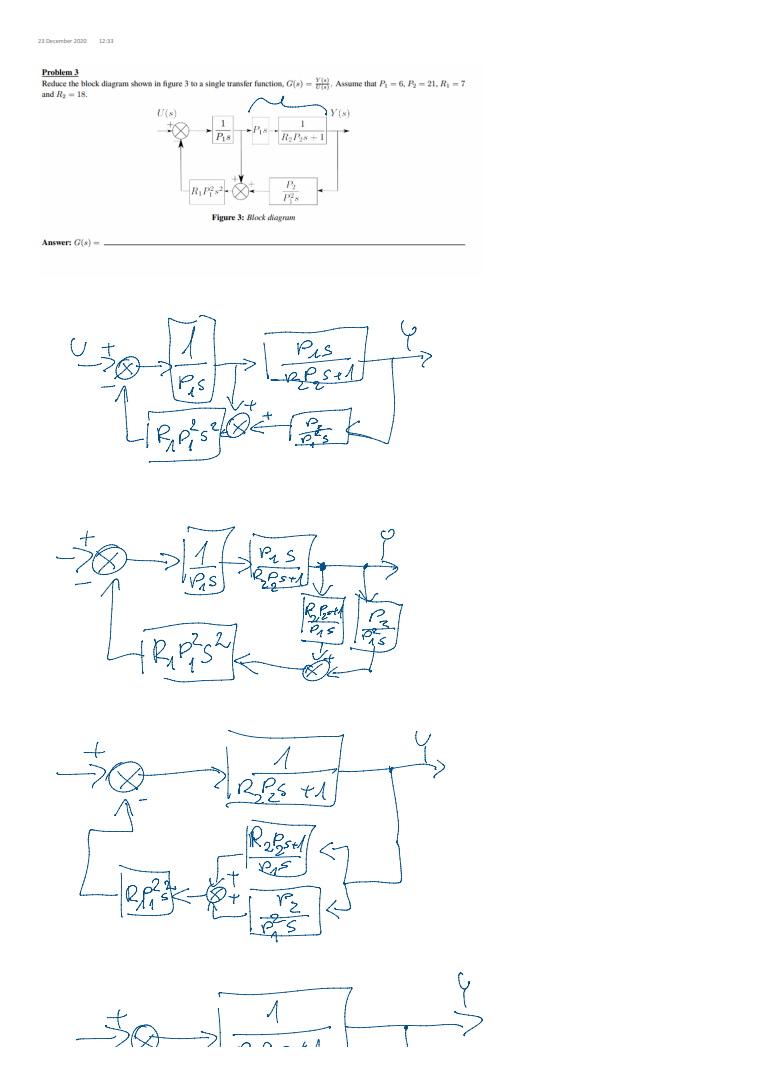 23 December 2020 12:33
Problem 3
Reduce the block diagram shown in figure 3 to a single transfer function, G(s) = Y(s)/U(s). Assume that P₁ = 6, P₂ = 21, R₁ = 7
and R₂ = 18.
U(s) Y(s)
+ 1/(P₁s) P₁s 1/(R₂P₂s + 1)
-
+ +
R₁P₁²s² P₂/(P₁²s)
Figure 3: Block diagram
Answer: G(s) =
U + 1/(P₁s) P₁s/(R₂P₂s+1) Y
- + +
R₁P₁²s² P₂/(P₁²s)
+ 1/(P₁s) P₁s/(R₂P₂s+1) Y
-
(R₂P₂s+1)/(P₁s) P₂/(P₁²s)
R₁P₁²s² +
+ 1/(R₂P₂s+1) Y
-
(R₂P₂s+1)/(P₁s)
R₁P₁²s² + +
P₂/(P₁²s)
+ 1 Y